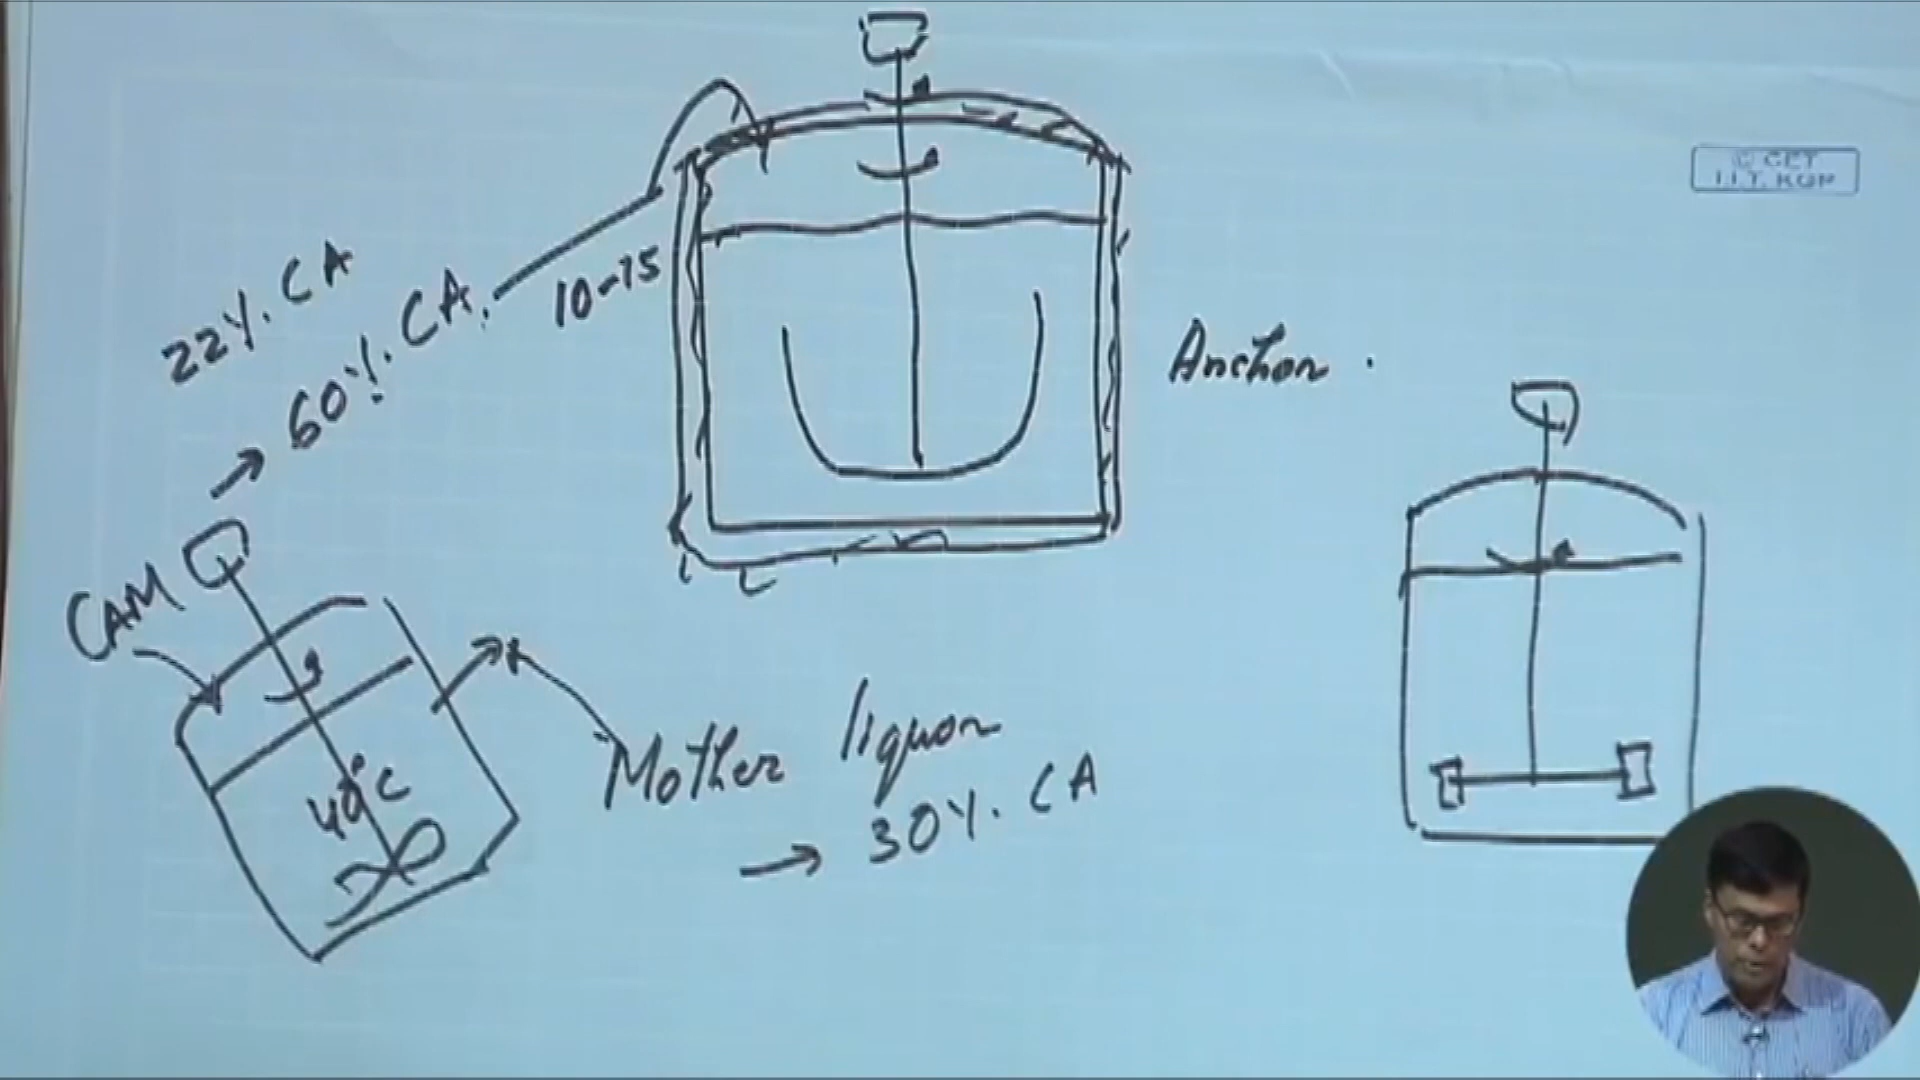 © CET
I.I.T. KGP
22%. CA
→ 60%. CA.
10-15
Anchor.
CAM
40°C
Mother liquor
→ 30%. CA